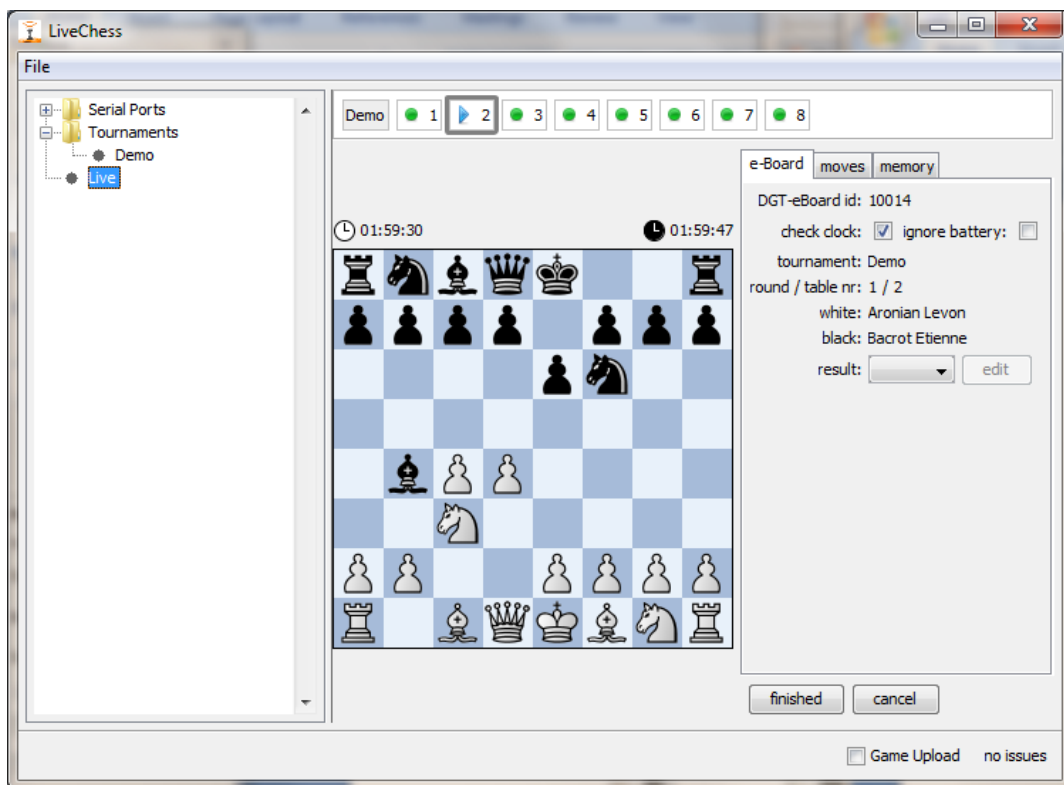 LiveChess
File
Serial Ports
Tournaments
Demo
Live
Demo 1 2 3 4 5 6 7 8
01:59:30 01:59:47
e-Board moves memory
DGT-eBoard id: 10014
check clock: ignore battery:
tournament: Demo
round / table nr: 1 / 2
white: Aronian Levon
black: Bacrot Etienne
result: edit
finished cancel
Game Upload no issues